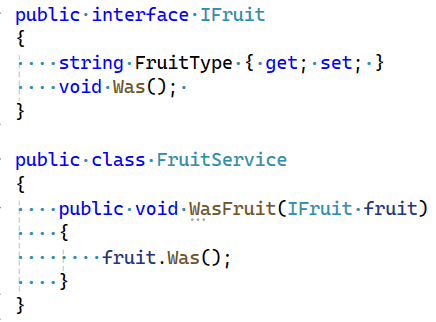 public interface IFruit
{
    string FruitType { get; set; }
    void Was();
}
public class FruitService
{
    public void WasFruit(IFruit fruit)
    {
        fruit.Was();
    }
}